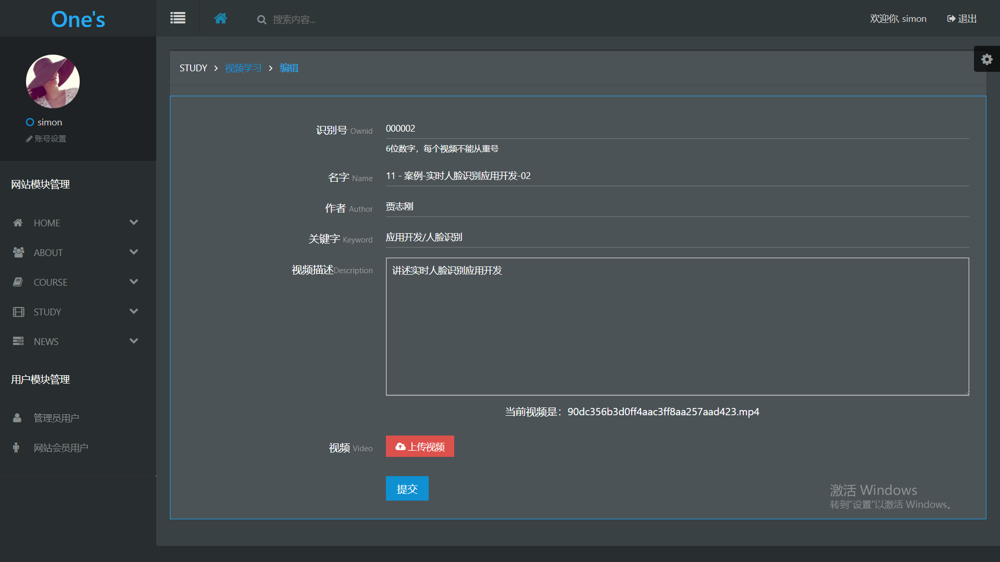 One's
搜索内容...
欢迎你, simon
退出
simon
账号设置
网站模块管理
HOME
ABOUT
COURSE
STUDY
NEWS
用户模块管理
管理员用户
网站会员用户
STUDY > 视频学习 > 编辑
识别号 Ownid 000002
6位数字，每个视频不能从重号
名字 Name 11 - 案例-实时人脸识别应用开发-02
作者 Author 贾志刚
关键字 Keyword 应用开发/人脸识别
视频描述Description 讲述实时人脸识别应用开发
当前视频是：90dc356b3d0ff4aac3ff8aa257aad423.mp4
视频 Video 上传视频
提交
激活 Windows
转到“设置”以激活 Windows。